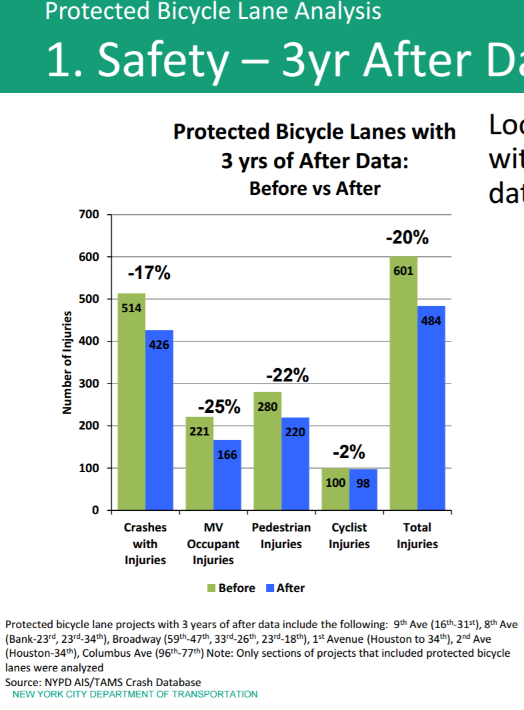 Protected Bicycle Lane Analysis
1. Safety – 3yr After Da
Protected Bicycle Lanes with
3 yrs of After Data:
Before vs After
Loc
wit
dat
Number of Injuries
700
600
500
400
300
200
100
0
-17%
514
426
-25%
221
166
-22%
280
220
-2%
100
98
-20%
601
484
Crashes
with
Injuries
MV
Occupant
Injuries
Pedestrian
Injuries
Cyclist
Injuries
Total
Injuries
Before After
Protected bicycle lane projects with 3 years of after data include the following: 9th Ave (16th-31st), 8th Ave
(Bank-23rd, 23rd-34th), Broadway (59th-47th, 33rd-26th, 23rd-18th), 1st Avenue (Houston to 34th), 2nd Ave
(Houston-34th), Columbus Ave (96th-77th) Note: Only sections of projects that included protected bicycle
lanes were analyzed
Source: NYPD AIS/TAMS Crash Database
NEW YORK CITY DEPARTMENT OF TRANSPORTATION